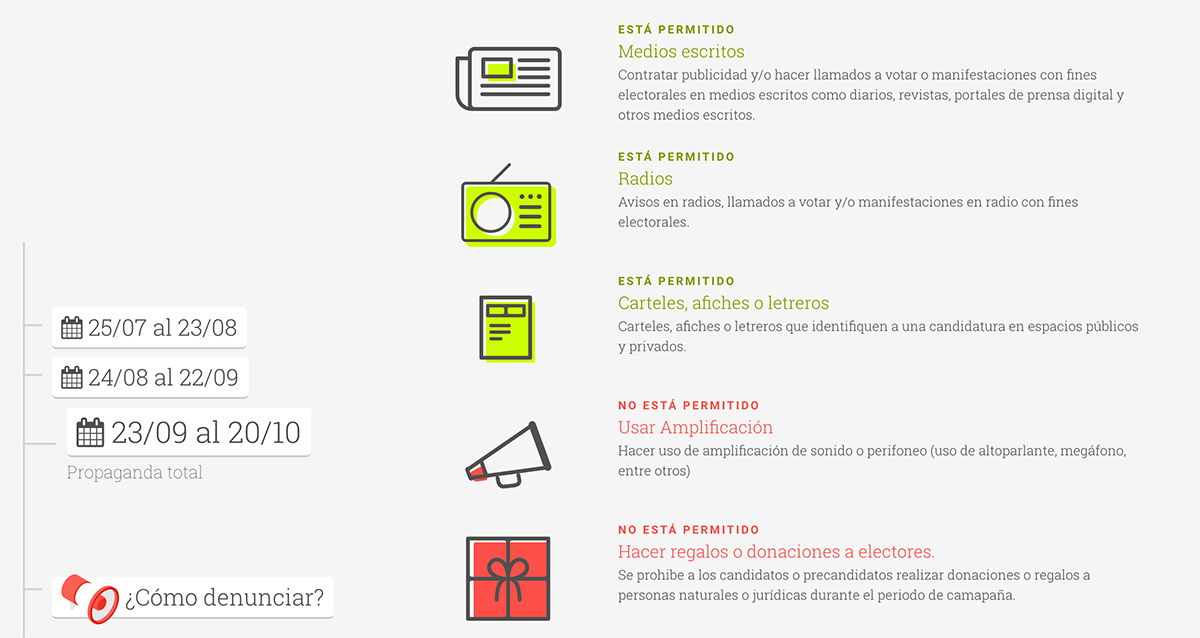 ESTÁ PERMITIDO
Medios escritos
Contratar publicidad y/o hacer llamados a votar o manifestaciones con fines
electorales en medios escritos como diarios, revistas, portales de prensa digital y
otros medios escritos.
ESTÁ PERMITIDO
Radios
Avisos en radios, llamados a votar y/o manifestaciones en radio con fines
electorales.
ESTÁ PERMITIDO
Carteles, afiches o letreros
Carteles, afiches o letreros que identifiquen a una candidatura en espacios públicos
y privados.
NO ESTÁ PERMITIDO
Usar Amplificación
Hacer uso de amplificación de sonido o perifoneo (uso de altoparlante, megáfono,
entre otros)
NO ESTÁ PERMITIDO
Hacer regalos o donaciones a electores.
Se prohibe a los candidatos o precandidatos realizar donaciones o regalos a
personas naturales o jurídicas durante el periodo de camapaña.
25/07 al 23/08
24/08 al 22/09
23/09 al 20/10
Propaganda total
¿Cómo denunciar?